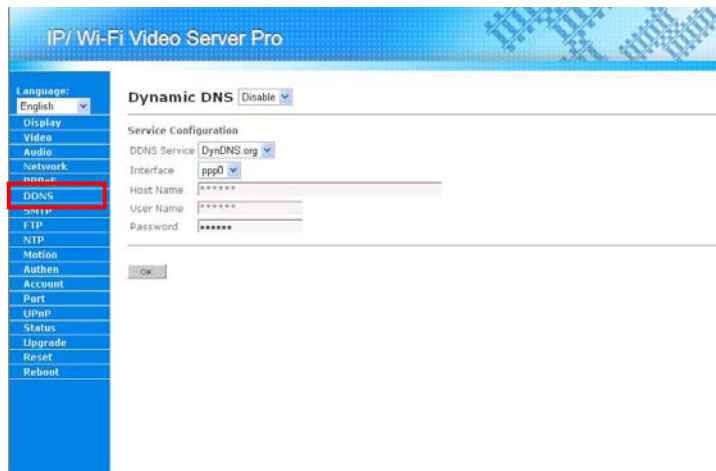 IP/ Wi-Fi Video Server Pro
Language:
English
Display
Video
Audio
Network
PPPoE
DDNS
SMTP
FTP
NTP
Motion
Authen
Account
Port
UPnP
Status
Upgrade
Reset
Reboot
Dynamic DNS Disable
Service Configuration
DDNS Service DynDNS.org
Interface ppp0
Host Name ******
User Name ******
Password ••••••
OK